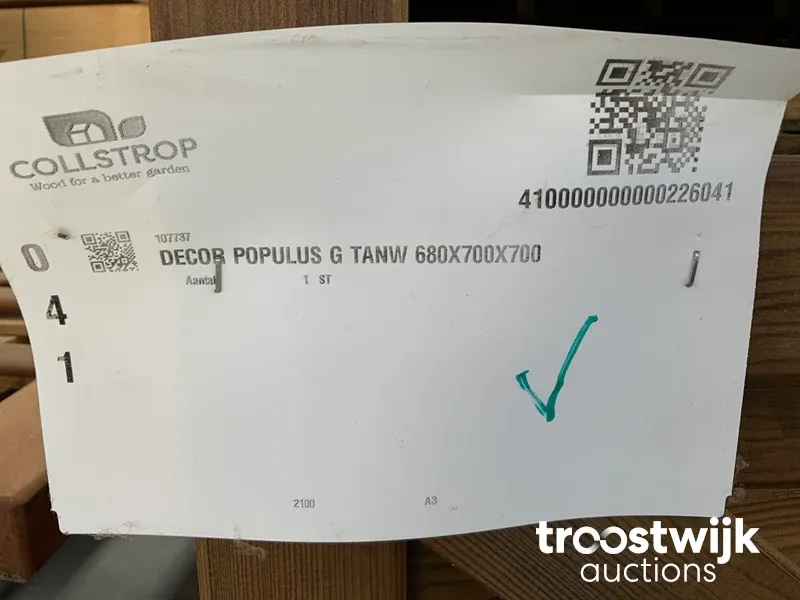 COLLSTROP
Wood for a better garden
410000000000226041
0
4
1
107737
DECOR POPULUS G TANW 680X700X700
Aantal 1 ST
2100 A3
troostwijk
auctions